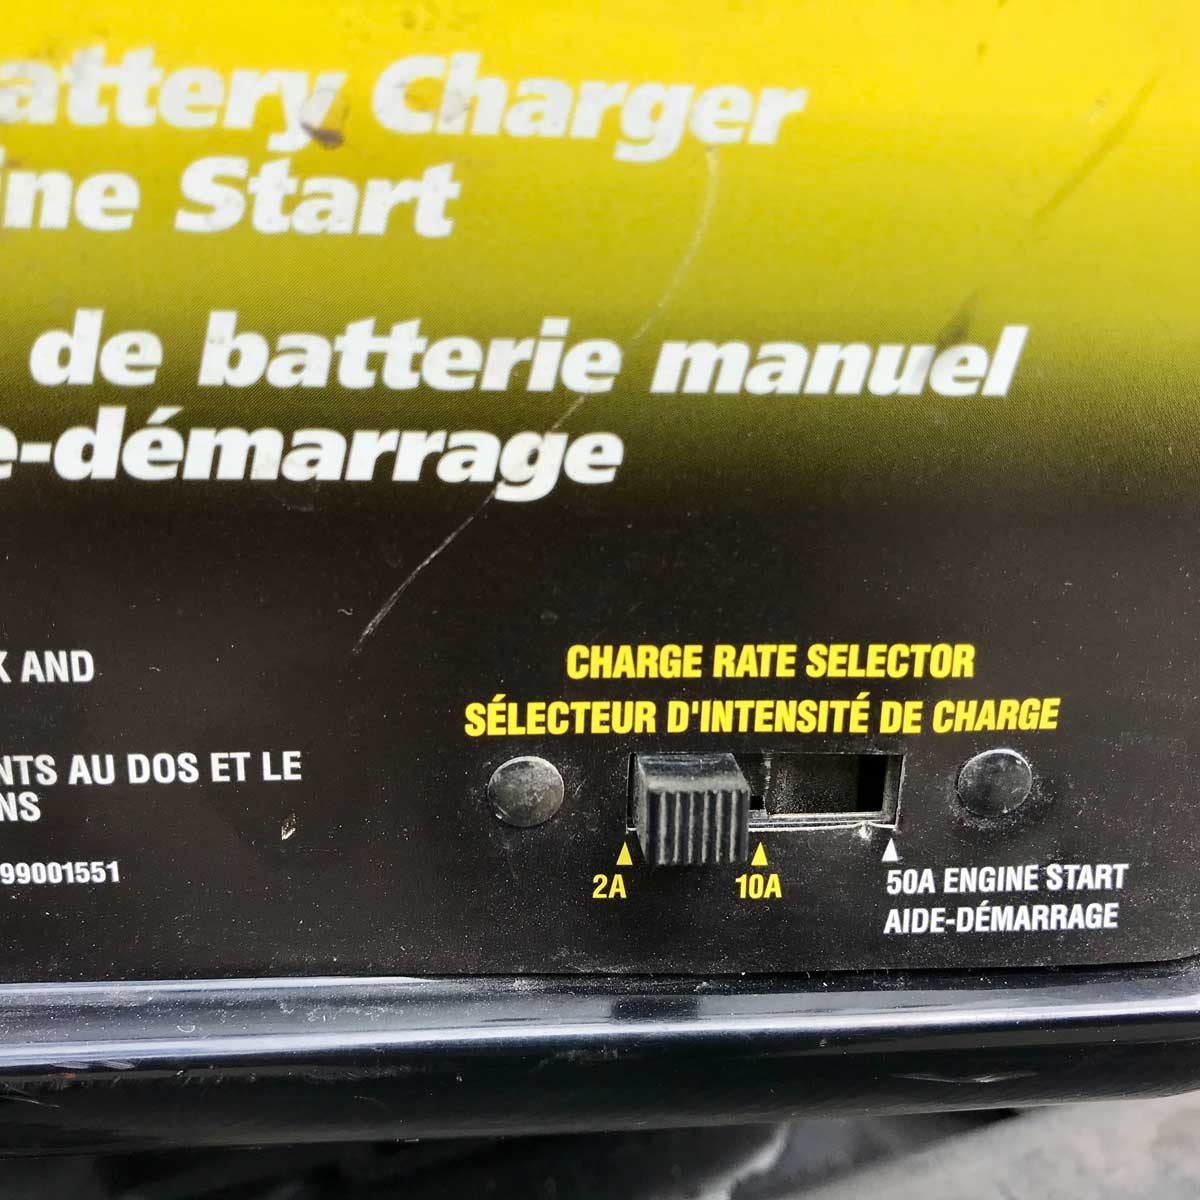 attery Charger
ine Start
de batterie manuel
e-démarrage
K AND
NTS AU DOS ET LE
NS
99001551
CHARGE RATE SELECTOR
SÉLECTEUR D'INTENSITÉ DE CHARGE
2A
10A
50A ENGINE START
AIDE-DÉMARRAGE